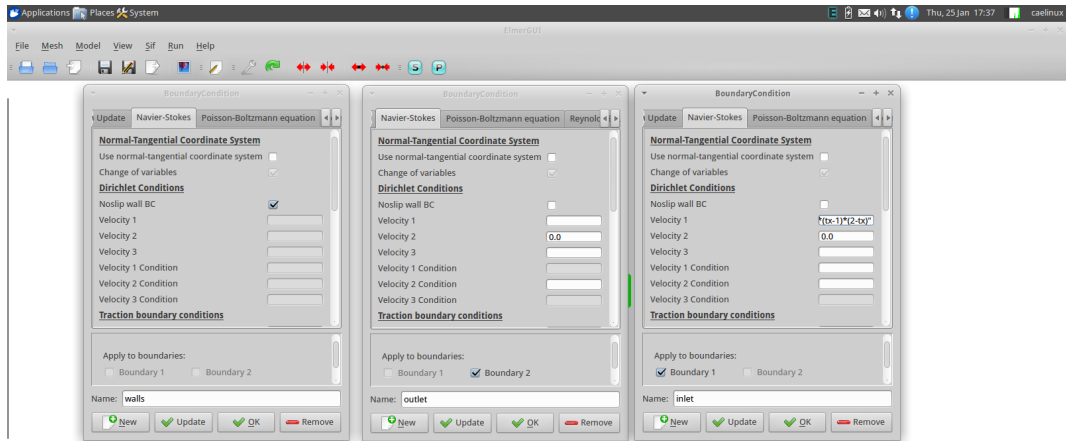 Applications Places System Thu, 25 Jan 17:37 caelinux
ElmerGUI
File Mesh Model View Sif Run Help
S P
BoundaryCondition
Update Navier-Stokes Poisson-Boltzmann equation
Normal-Tangential Coordinate System
Use normal-tangential coordinate system
Change of variables
Dirichlet Conditions
Noslip wall BC
Velocity 1
Velocity 2
Velocity 3
Velocity 1 Condition
Velocity 2 Condition
Velocity 3 Condition
Traction boundary conditions
Apply to boundaries:
Boundary 1 Boundary 2
Name: walls
New Update OK Remove
BoundaryCondition
Navier-Stokes Poisson-Boltzmann equation Reynolc
Normal-Tangential Coordinate System
Use normal-tangential coordinate system
Change of variables
Dirichlet Conditions
Noslip wall BC
Velocity 1
Velocity 2 0.0
Velocity 3
Velocity 1 Condition
Velocity 2 Condition
Velocity 3 Condition
Traction boundary conditions
Apply to boundaries:
Boundary 1 Boundary 2
Name: outlet
New Update OK Remove
BoundaryCondition
Update Navier-Stokes Poisson-Boltzmann equation
Normal-Tangential Coordinate System
Use normal-tangential coordinate system
Change of variables
Dirichlet Conditions
Noslip wall BC
Velocity 1 *(tx-1)*(2-tx)"
Velocity 2 0.0
Velocity 3
Velocity 1 Condition
Velocity 2 Condition
Velocity 3 Condition
Traction boundary conditions
Apply to boundaries:
Boundary 1 Boundary 2
Name: inlet
New Update OK Remove